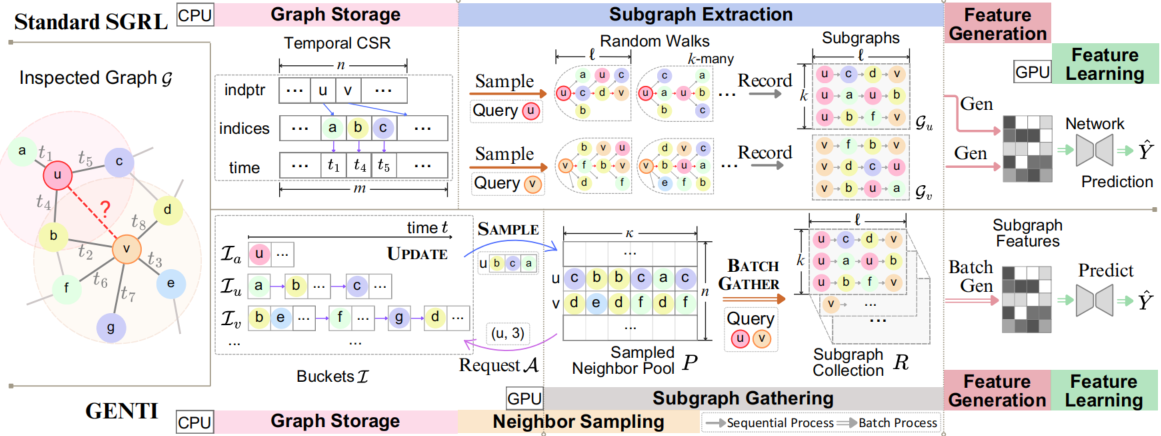 Standard SGRL
CPU
Graph Storage
Subgraph Extraction
Feature
Generation
GPU
Feature
Learning
Inspected Graph 𝒢
a
t₁
t₅
c
u
t₄
?
t₈
d
b
t₂
v
t₃
f
t₆
t₇
e
g
Temporal CSR
n
indptr
··· u v ···
indices
··· a b c ···
time
··· t₁ t₄ t₅ ···
m
Random Walks
ℓ
k-many
Sample
Query u
a u c
u c d v
b
a b
u a u a
c
···
Record
Sample
Query v
b v u
v f b v
d f
d b u
v d c u
e f b
···
Record
Subgraphs
ℓ
k
u c d v
u a u b
u b f v
𝒢ᵤ
v f b v
v d c u
v b u a
𝒢ᵥ
Gen
Gen
Network
Ŷ
Prediction
time t
UPDATE
ℐₐ u ···
ℐᵤ a b ··· c ···
ℐᵥ b e ··· f ··· g d ···
··· ··· ···
Buckets ℐ
SAMPLE
u b c a
(u, 3)
Request 𝒜
κ
n
···
u c b b c a c
v d e d f d f
···
Sampled
Neighbor Pool P
BATCH
GATHER
Query
u v
ℓ
k
u c d v
u a u b
u b f v
v ···
···
Subgraph
Collection R
Subgraph
Features
Batch
Gen
Predict
Ŷ
GENTI
CPU
Graph Storage
Neighbor Sampling
GPU
Subgraph Gathering
Feature
Generation
Feature
Learning
Sequential Process
Batch Process